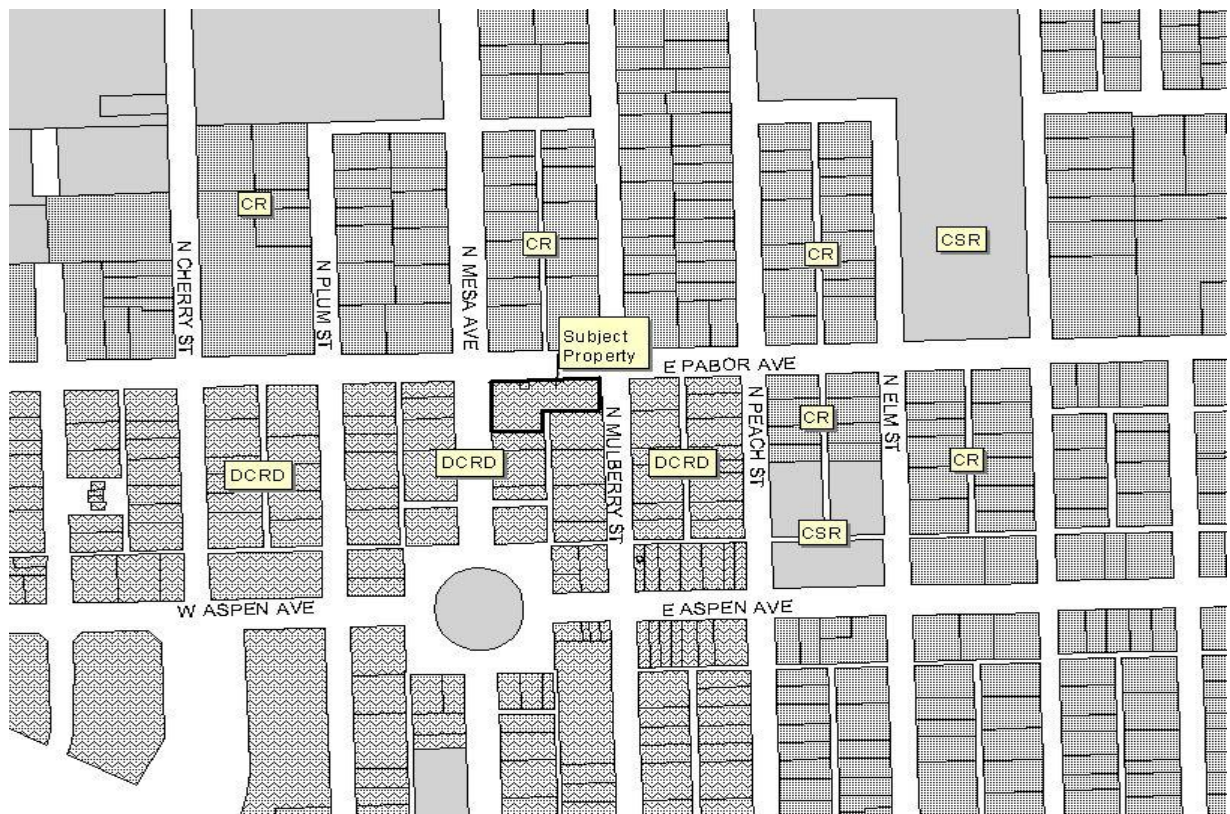 CR
CR
CR
CSR
N CHERRY ST
N PLUM ST
N MESA AVE
Subject
Property
E PABOR AVE
N MULBERRY ST
N PEACH ST
N ELM ST
CR
DCRD
DCRD
DCRD
CR
CSR
W ASPEN AVE
E ASPEN AVE